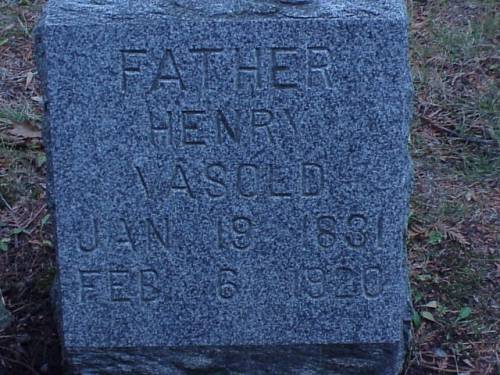 FATHER
HENRY
VASOLD
JAN 19 1831
FEB 6 1920